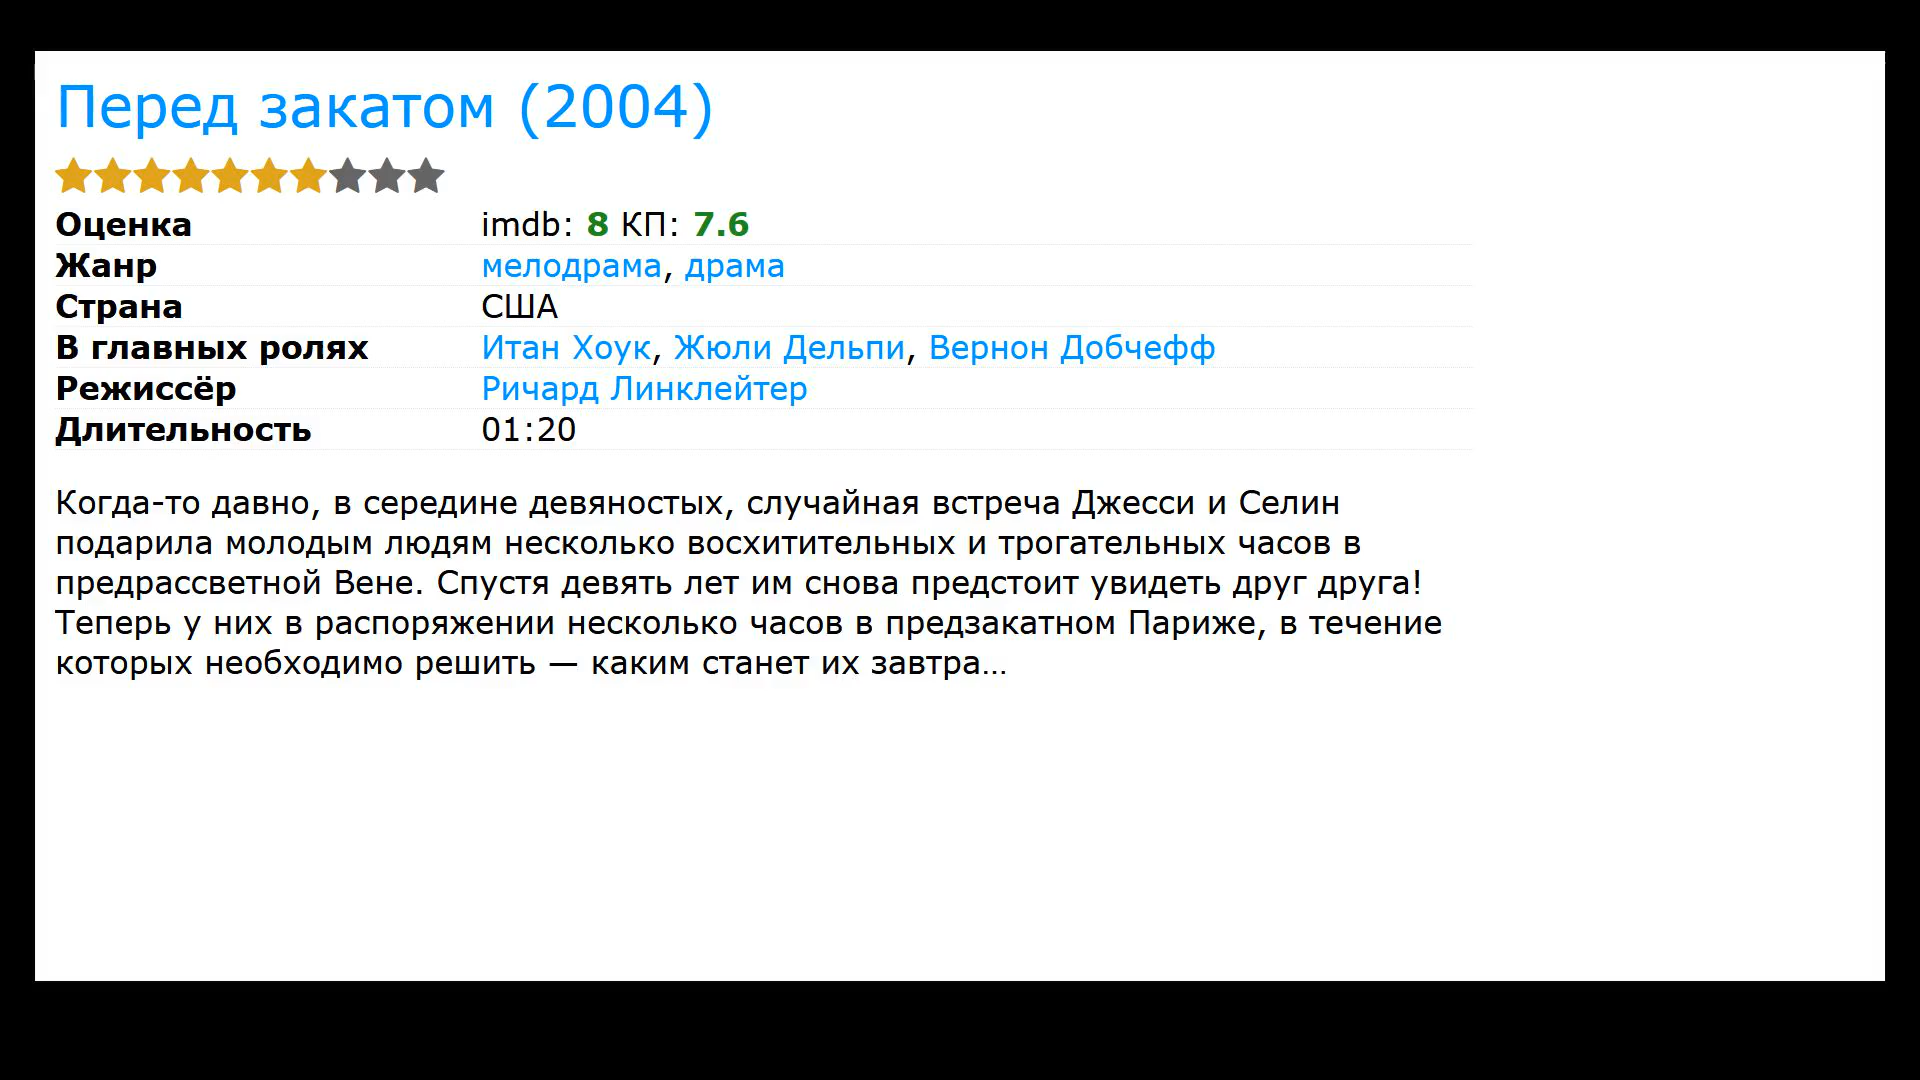 Перед закатом (2004)
Оценка imdb: 8 КП: 7.6
Жанр мелодрама, драма
Страна США
В главных ролях Итан Хоук, Жюли Дельпи, Вернон Добчефф
Режиссёр Ричард Линклейтер
Длительность 01:20
Когда-то давно, в середине девяностых, случайная встреча Джесси и Селин
подарила молодым людям несколько восхитительных и трогательных часов в
предрассветной Вене. Спустя девять лет им снова предстоит увидеть друг друга!
Теперь у них в распоряжении несколько часов в предзакатном Париже, в течение
которых необходимо решить — каким станет их завтра...